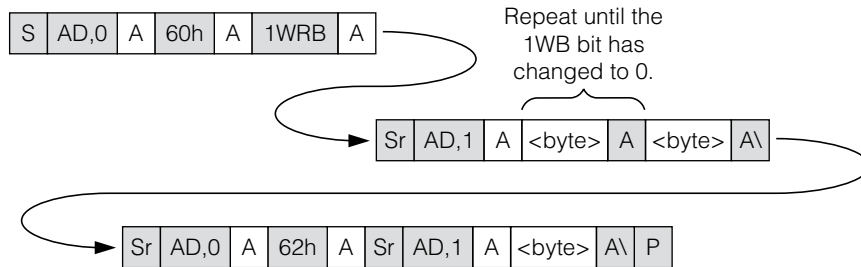 Repeat until the
1WB bit has
changed to 0.
S AD,0 A 60h A 1WRB A
Sr AD,1 A <byte> A <byte> A\
Sr AD,0 A 62h A Sr AD,1 A <byte> A\ P